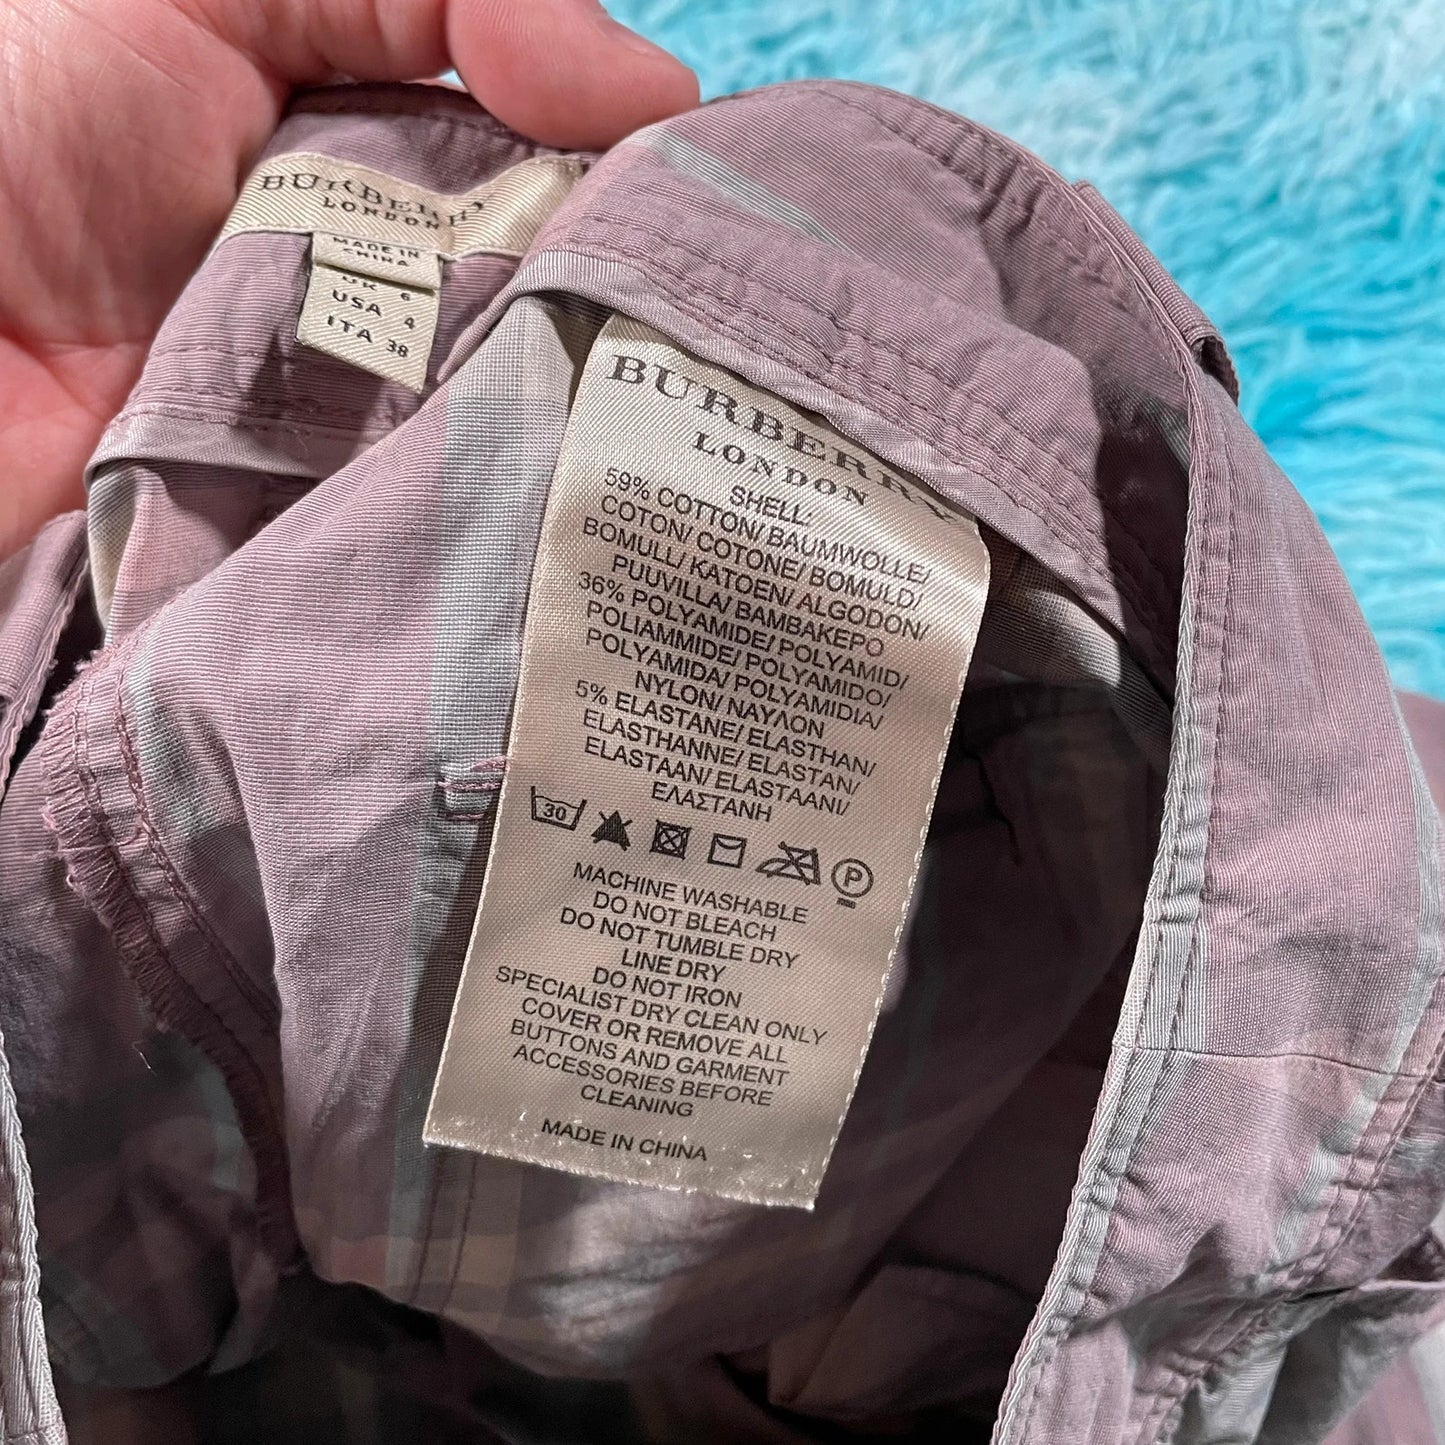 BURBERRY
LONDON
MADE IN
CHINA
UK 6
USA 4
ITA 38
BURBERRY
LONDON
SHELL:
59% COTTON/ BAUMWOLLE/
COTON/ COTONE/ BOMULD/
BOMULL/ KATOEN/ ALGODON/
PUUVILLA/ BAMBAKEPO
36% POLYAMIDE/ POLYAMID/
POLIAMMIDE/ POLYAMIDO/
POLYAMIDA/ POLYAMIDIA/
NYLON/ ΝΑΥΛΟΝ
5% ELASTANE/ ELASTHAN/
ELASTHANNE/ ELASTAN/
ELASTAAN/ ELASTAANI/
ΕΛΑΣΤΑΝΗ
30
P
MACHINE WASHABLE
DO NOT BLEACH
DO NOT TUMBLE DRY
LINE DRY
DO NOT IRON
SPECIALIST DRY CLEAN ONLY
COVER OR REMOVE ALL
BUTTONS AND GARMENT
ACCESSORIES BEFORE
CLEANING
MADE IN CHINA